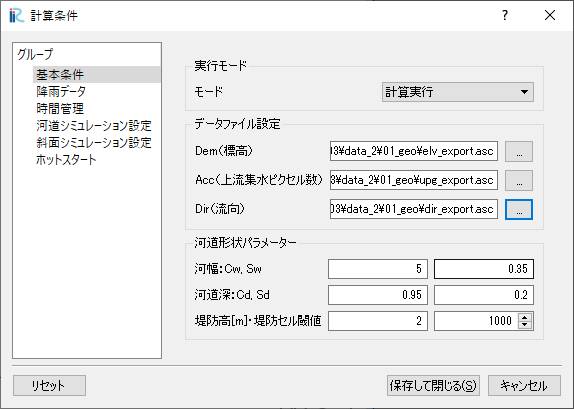 iRIC 計算条件
グループ
基本条件
降雨データ
時間管理
河道シミュレーション設定
斜面シミュレーション設定
ホットスタート
実行モード
モード 計算実行
データファイル設定
Dem(標高) 03¥data_2¥01_geo¥elv_export.asc ...
Acc(上流集水ピクセル数) 3¥data_2¥01_geo¥upg_export.asc ...
Dir(流向) 03¥data_2¥01_geo¥dir_export.asc ...
河道形状パラメーター
河幅:Cw, Sw 5 0.35
河道深:Cd, Sd 0.95 0.2
堤防高[m]・堤防セル閾値 2 1000
リセット 保存して閉じる(S) キャンセル